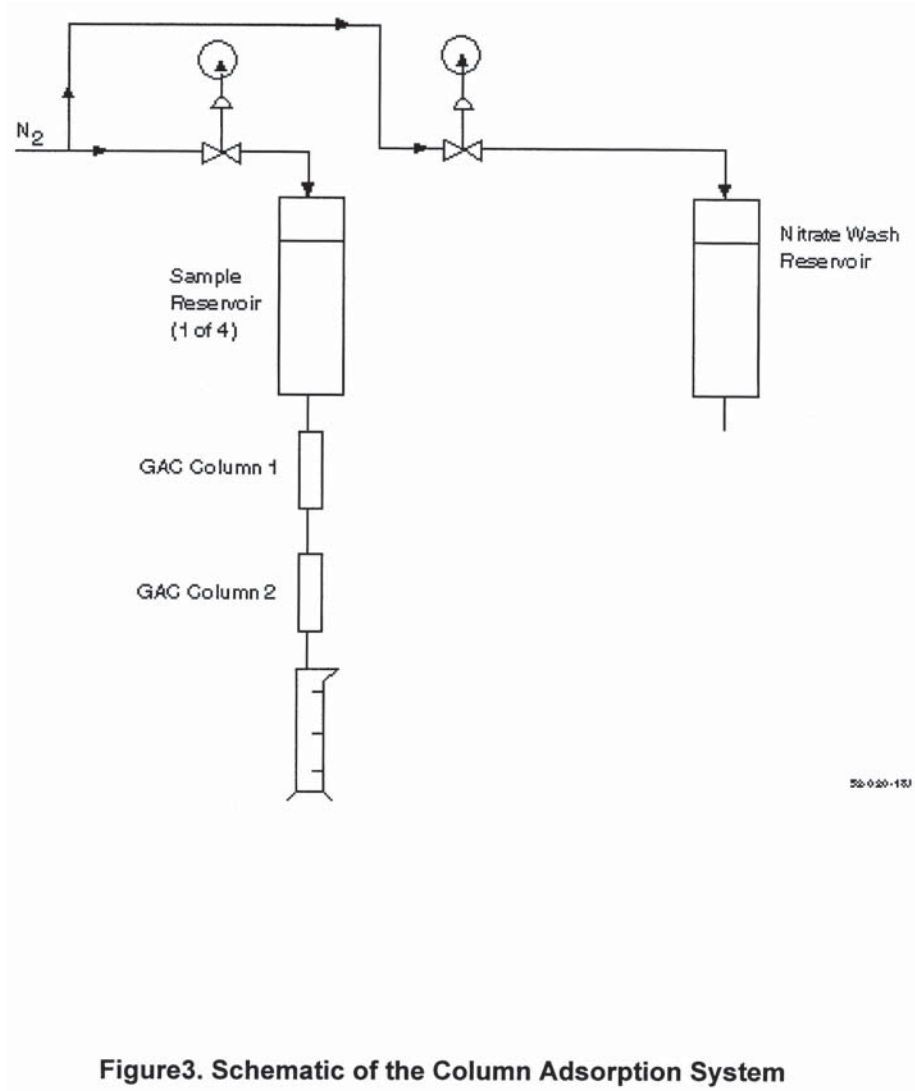 N2
Nitrate Wash
Reservoir
Sample
Reservoir
(1 of 4)
GAC Column 1
GAC Column 2
Figure3. Schematic of the Column Adsorption System